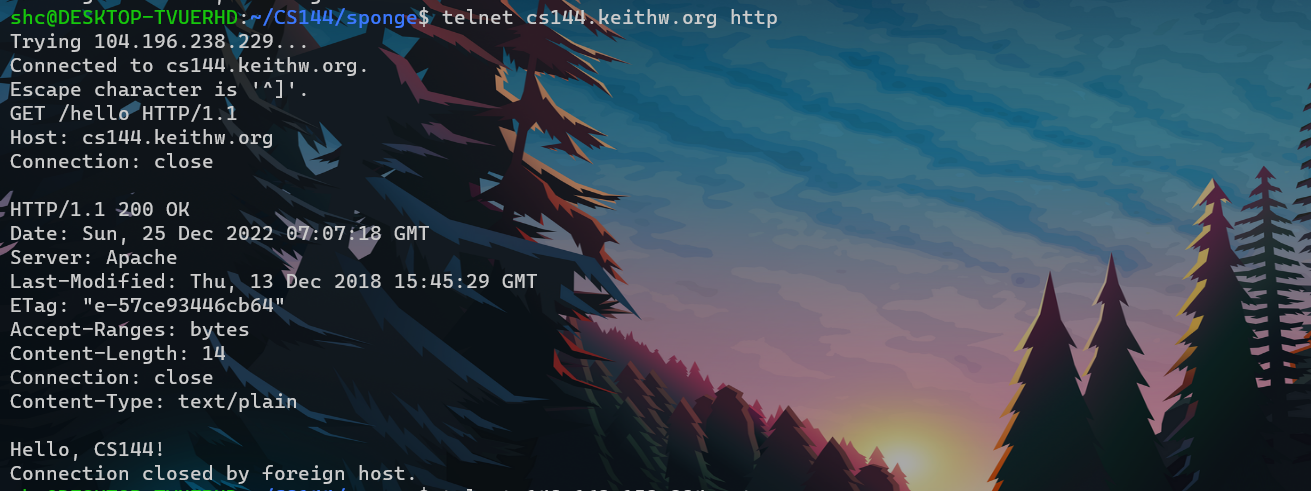 shc@DESKTOP-TVUERHD:~/CS144/sponge$ telnet cs144.keithw.org http
Trying 104.196.238.229...
Connected to cs144.keithw.org.
Escape character is '^]'.
GET /hello HTTP/1.1
Host: cs144.keithw.org
Connection: close
HTTP/1.1 200 OK
Date: Sun, 25 Dec 2022 07:07:18 GMT
Server: Apache
Last-Modified: Thu, 13 Dec 2018 15:45:29 GMT
ETag: "e-57ce93446cb64"
Accept-Ranges: bytes
Content-Length: 14
Connection: close
Content-Type: text/plain
Hello, CS144!
Connection closed by foreign host.